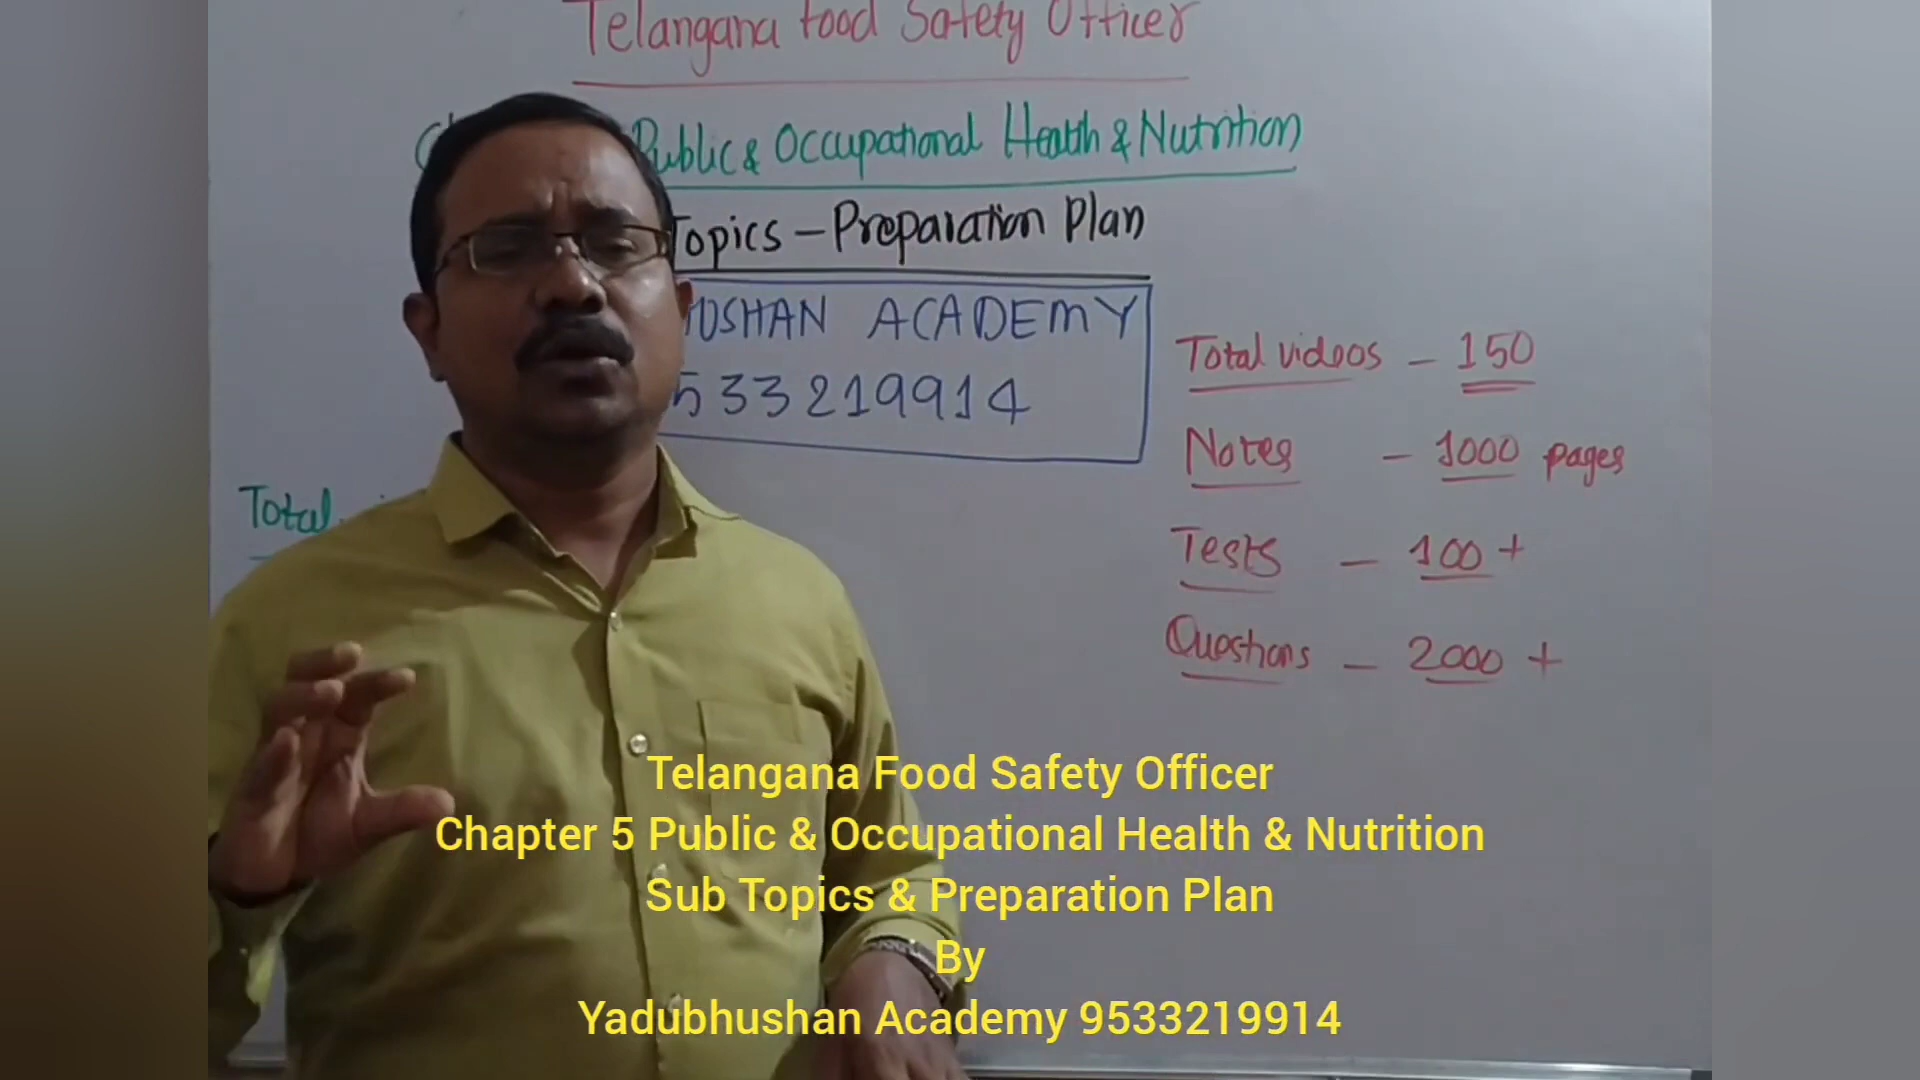 Telangana Food Safety Officer
Public & Occupational Health & Nutrition
Topics - Preparation Plan
USHAN ACADEMY
533219914
Total videos - 150
Notes - 1000 pages
Total
Tests - 100 +
Questions - 2000 +
Telangana Food Safety Officer
Chapter 5 Public & Occupational Health & Nutrition
Sub Topics & Preparation Plan
By
Yadubhushan Academy 9533219914